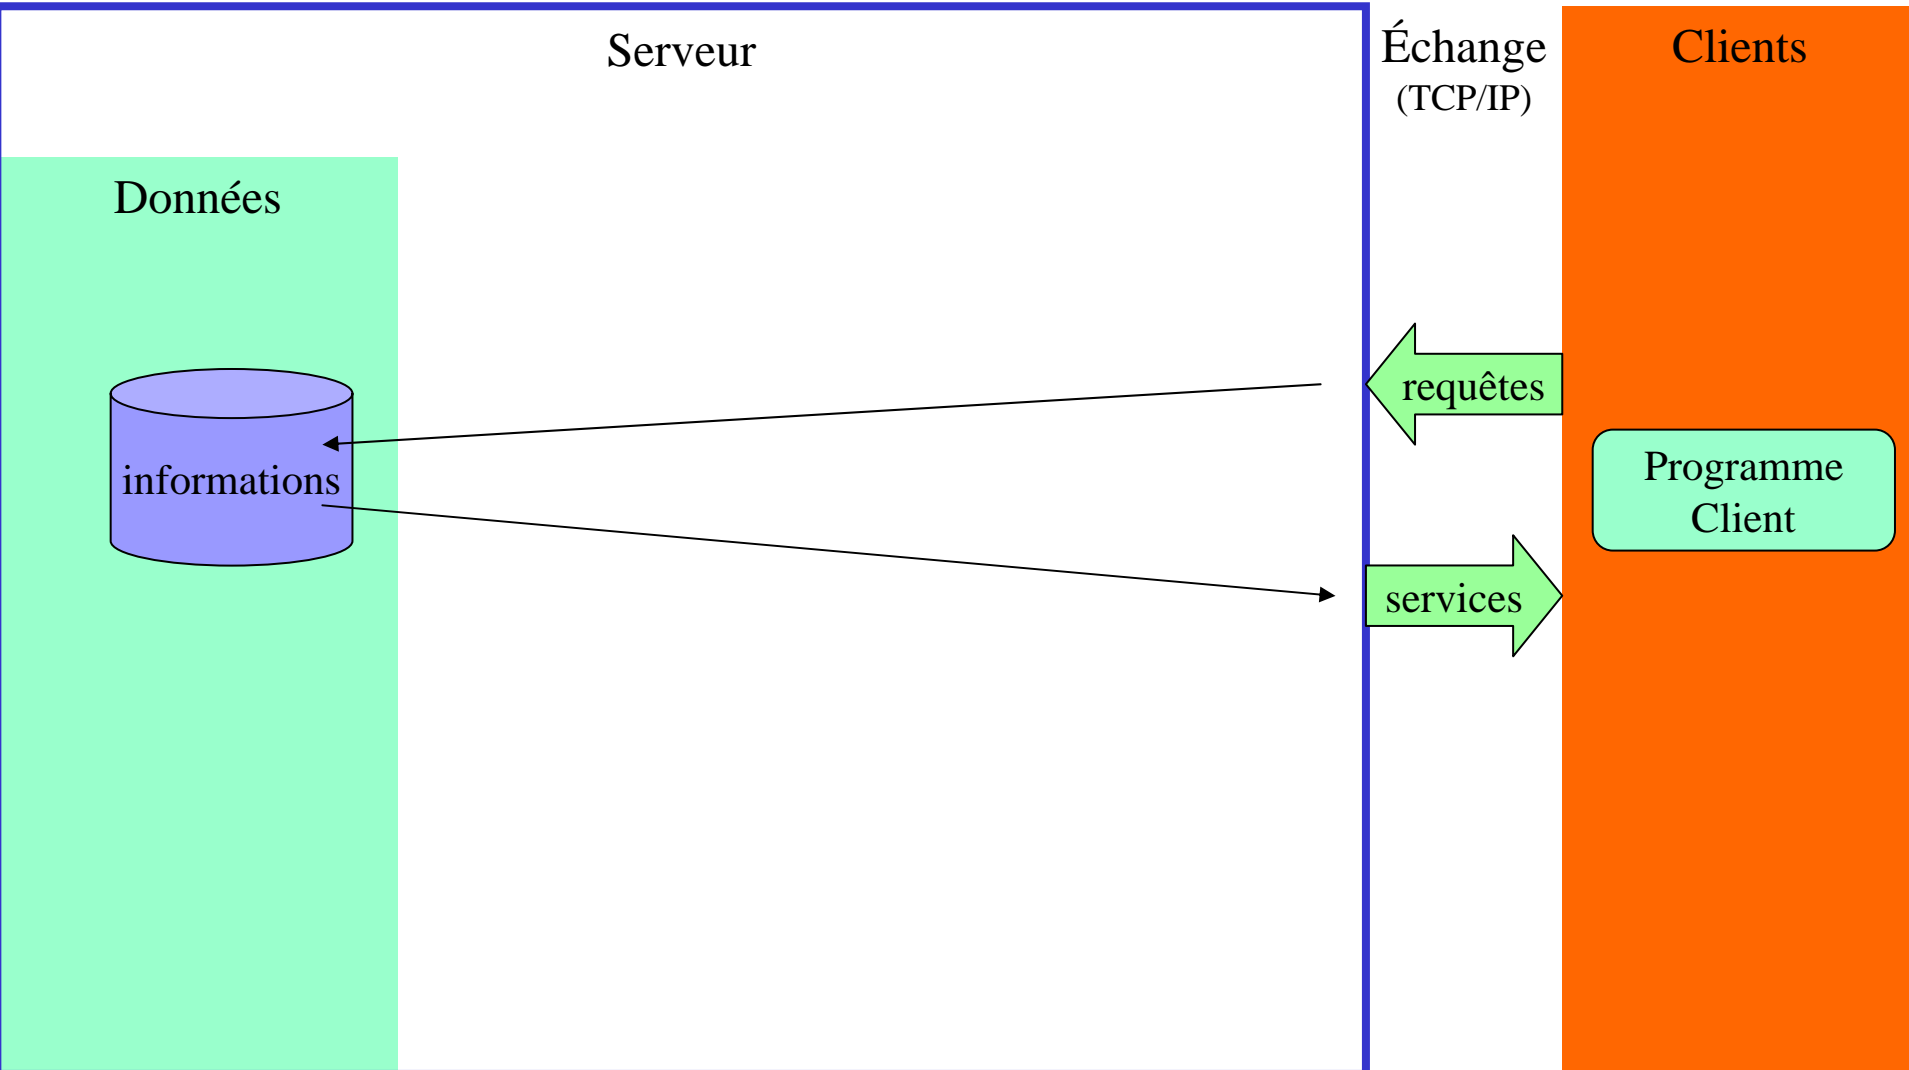 Serveur
Échange
(TCP/IP)
Clients
Données
requêtes
informations
Programme
Client
services